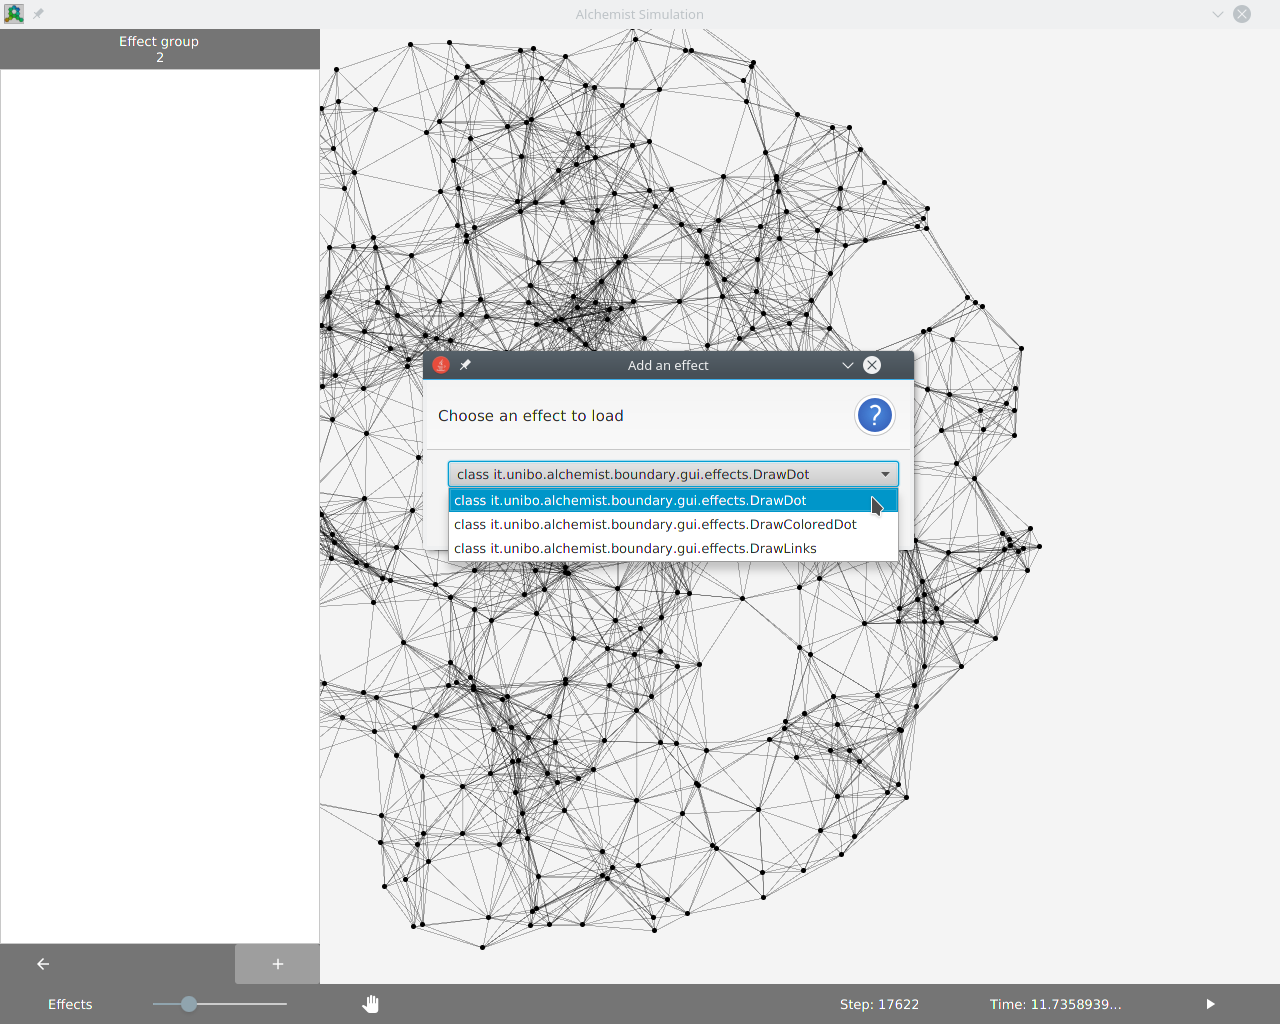 Alchemist Simulation
Effect group
2
Add an effect
Choose an effect to load
?
class it.unibo.alchemist.boundary.gui.effects.DrawDot
class it.unibo.alchemist.boundary.gui.effects.DrawDot
class it.unibo.alchemist.boundary.gui.effects.DrawColoredDot
class it.unibo.alchemist.boundary.gui.effects.DrawLinks
+
Effects
Step: 17622
Time: 11.7358939...